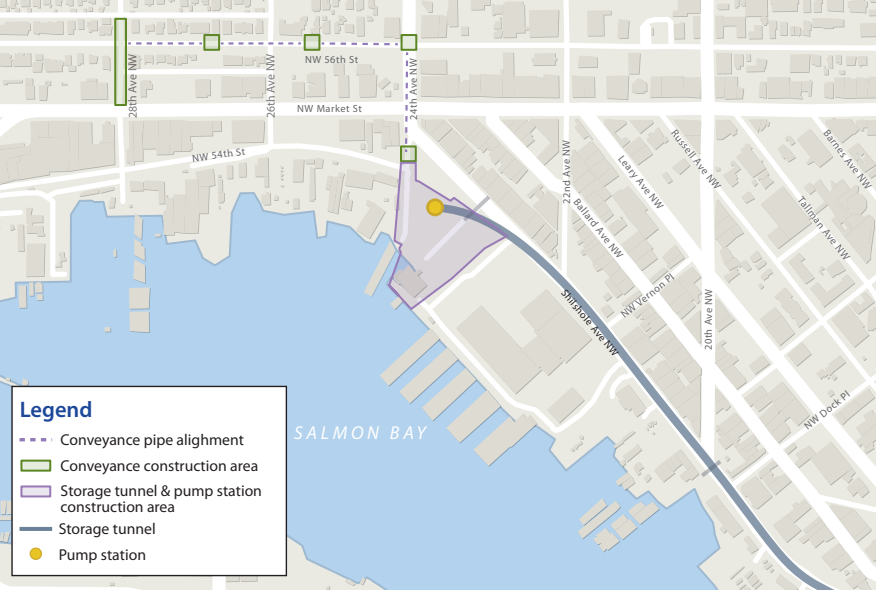 NW 56th St
28th Ave NW
26th Ave NW
24th Ave NW
NW Market St
NW 54th St
22nd Ave NW
Ballard Ave NW
Leary Ave NW
Russell Ave NW
Barnes Ave NW
Tallman Ave NW
NW Vernon Pl
20th Ave NW
Shilshole Ave NW
NW Dock Pl
SALMON BAY
Legend
Conveyance pipe alighment
Conveyance construction area
Storage tunnel & pump station
construction area
Storage tunnel
Pump station